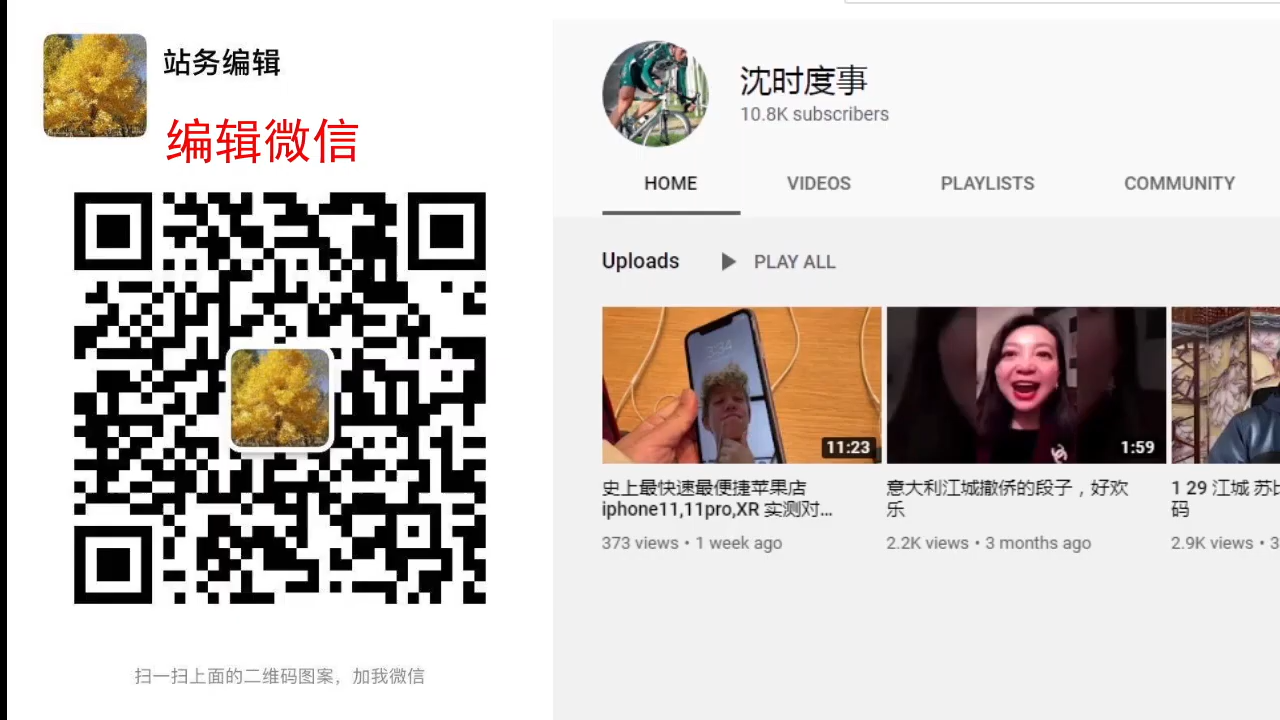 站务编辑
编辑微信
扫一扫上面的二维码图案，加我微信
沈时度事
10.8K subscribers
HOME
VIDEOS
PLAYLISTS
COMMUNITY
Uploads
PLAY ALL
3:34
11:23
1:59
史上最快速最便捷苹果店
iphone11,11pro,XR 实测对...
373 views • 1 week ago
意大利江城撤侨的段子，好欢
乐
2.2K views • 3 months ago
1 29 江城 苏
码
2.9K views • 3